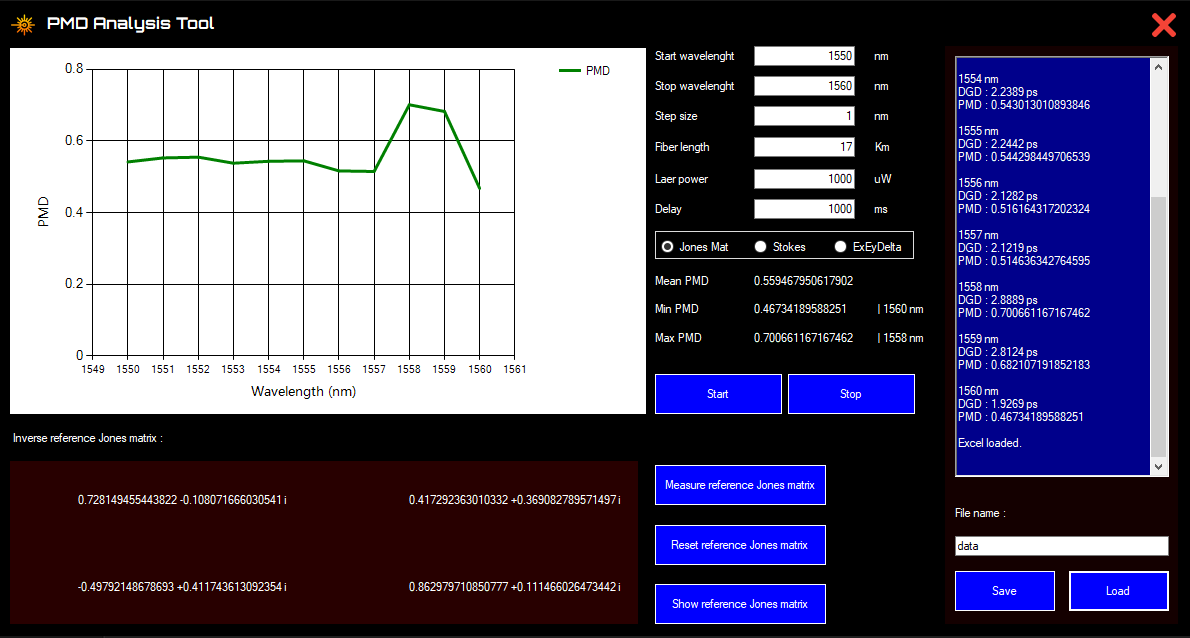 PMD Analysis Tool
0.8
0.6
0.4
0.2
0
PMD
PMD
1549 1550 1551 1552 1553 1554 1555 1556 1557 1558 1559 1560 1561
Wavelength (nm)
Start wavelenght 1550 nm
Stop wavelenght 1560 nm
Step size 1 nm
Fiber length 17 Km
Laer power 1000 uW
Delay 1000 ms
Jones Mat Stokes ExEyDelta
Mean PMD 0.559467950617902
Min PMD 0.46734189588251 | 1560 nm
Max PMD 0.700661167167462 | 1558 nm
Start Stop
Inverse reference Jones matrix :
0.728149455443822 -0.108071666030541 i 0.417292363010332 +0.369082789571497 i
-0.49792148678693 +0.411743613092354 i 0.862979710850777 +0.111466026473442 i
Measure reference Jones matrix
Reset reference Jones matrix
Show reference Jones matrix
1554 nm
DGD : 2.2389 ps
PMD : 0.543013010893846
1555 nm
DGD : 2.2442 ps
PMD : 0.544298449706539
1556 nm
DGD : 2.1282 ps
PMD : 0.516164317202324
1557 nm
DGD : 2.1219 ps
PMD : 0.514636342764595
1558 nm
DGD : 2.8889 ps
PMD : 0.700661167167462
1559 nm
DGD : 2.8124 ps
PMD : 0.682107191852183
1560 nm
DGD : 1.9269 ps
PMD : 0.46734189588251
Excel loaded.
File name :
data
Save Load